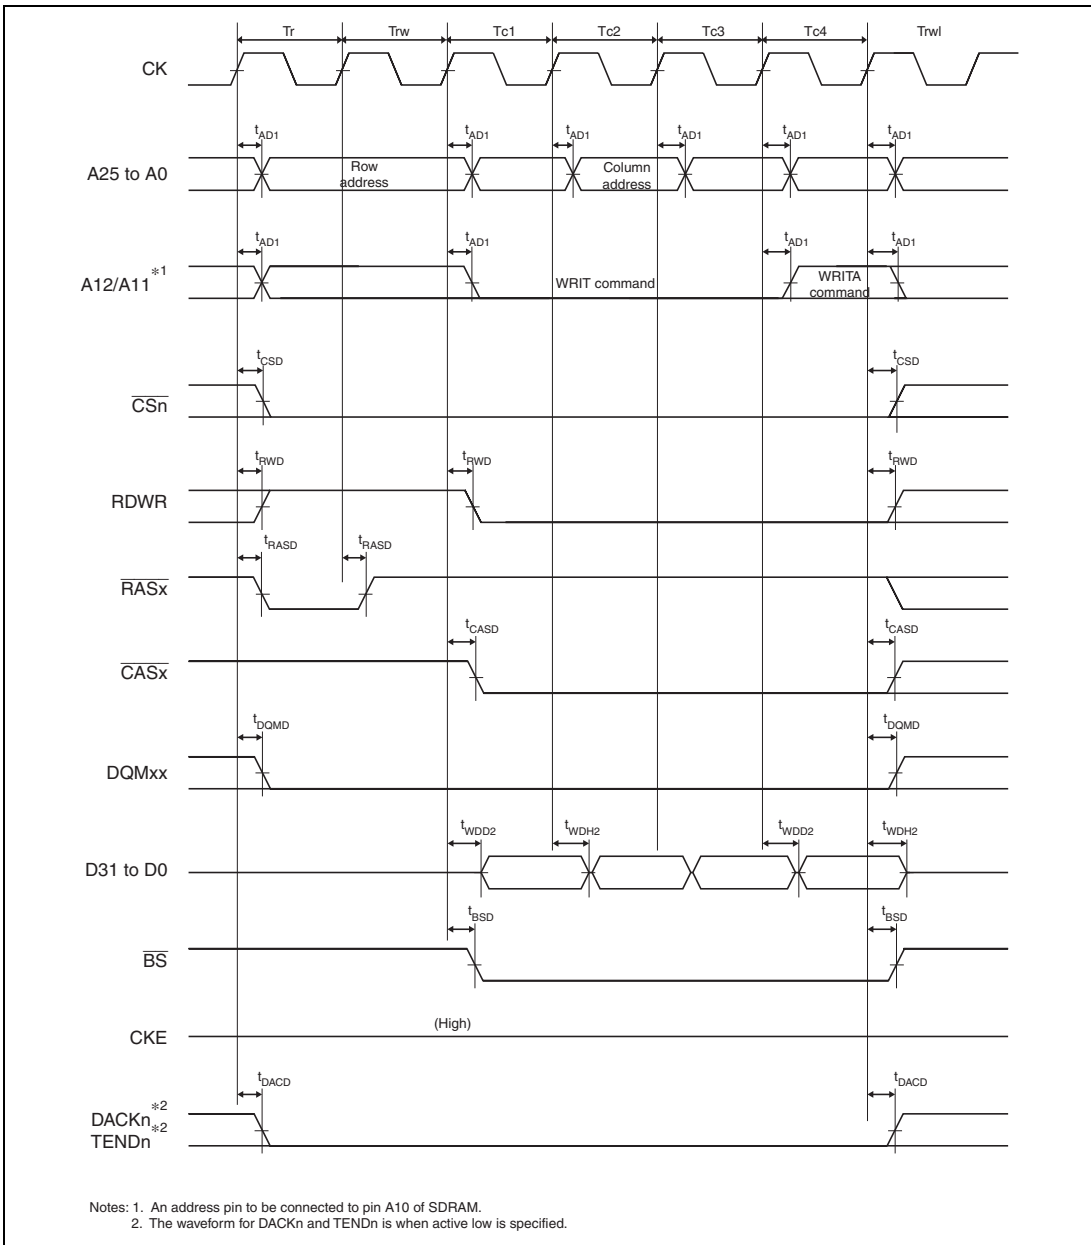 Tr Trw Tc1 Tc2 Tc3 Tc4 Trwl
CK
tAD1 tAD1 tAD1 tAD1 tAD1 tAD1
A25 to A0
Row
address
Column
address
tAD1 tAD1 tAD1 tAD1
A12/A11*1
WRIT command
WRITA
command
tCSD tCSD
CSn
tRWD tRWD tRWD
RDWR
tRASD tRASD
RASx
tCASD tCASD
CASx
tDQMD tDQMD
DQMxx
tWDD2 tWDH2 tWDD2 tWDH2
D31 to D0
tBSD tBSD
BS
(High)
CKE
tDACD tDACD
DACKn*2
TENDn*2
Notes: 1. An address pin to be connected to pin A10 of SDRAM.
2. The waveform for DACKn and TENDn is when active low is specified.